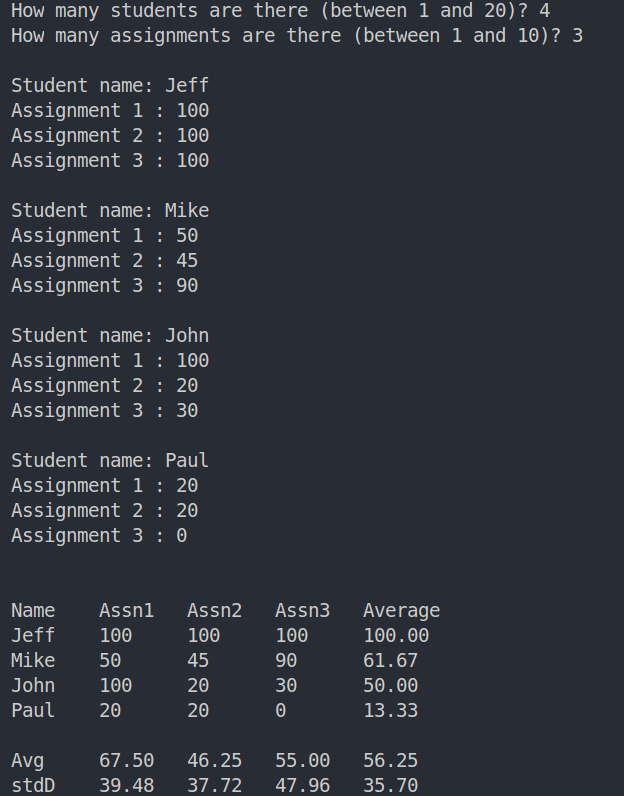 How many students are there (between 1 and 20)? 4
How many assignments are there (between 1 and 10)? 3
Student name: Jeff
Assignment 1 : 100
Assignment 2 : 100
Assignment 3 : 100
Student name: Mike
Assignment 1 : 50
Assignment 2 : 45
Assignment 3 : 90
Student name: John
Assignment 1 : 100
Assignment 2 : 20
Assignment 3 : 30
Student name: Paul
Assignment 1 : 20
Assignment 2 : 20
Assignment 3 : 0
Name    Assn1   Assn2   Assn3   Average
Jeff    100     100     100     100.00
Mike    50      45      90      61.67
John    100     20      30      50.00
Paul    20      20      0       13.33
Avg     67.50   46.25   55.00   56.25
stdD    39.48   37.72   47.96   35.70